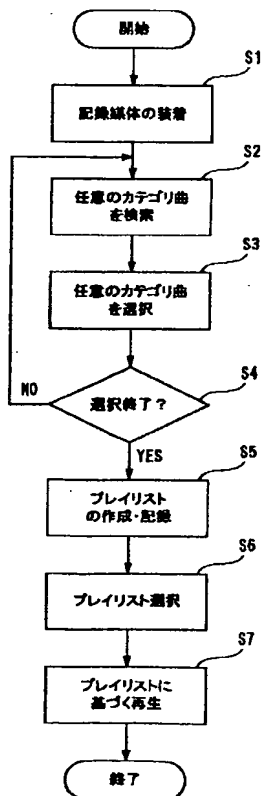 開始
S1
記録媒体の装着
S2
任意のカテゴリ曲
を検索
S3
任意のカテゴリ曲
を選択
S4
選択終了?
NO
YES
S5
プレイリスト
の作成・記録
S6
プレイリスト選択
S7
プレイリストに
基づく再生
終了